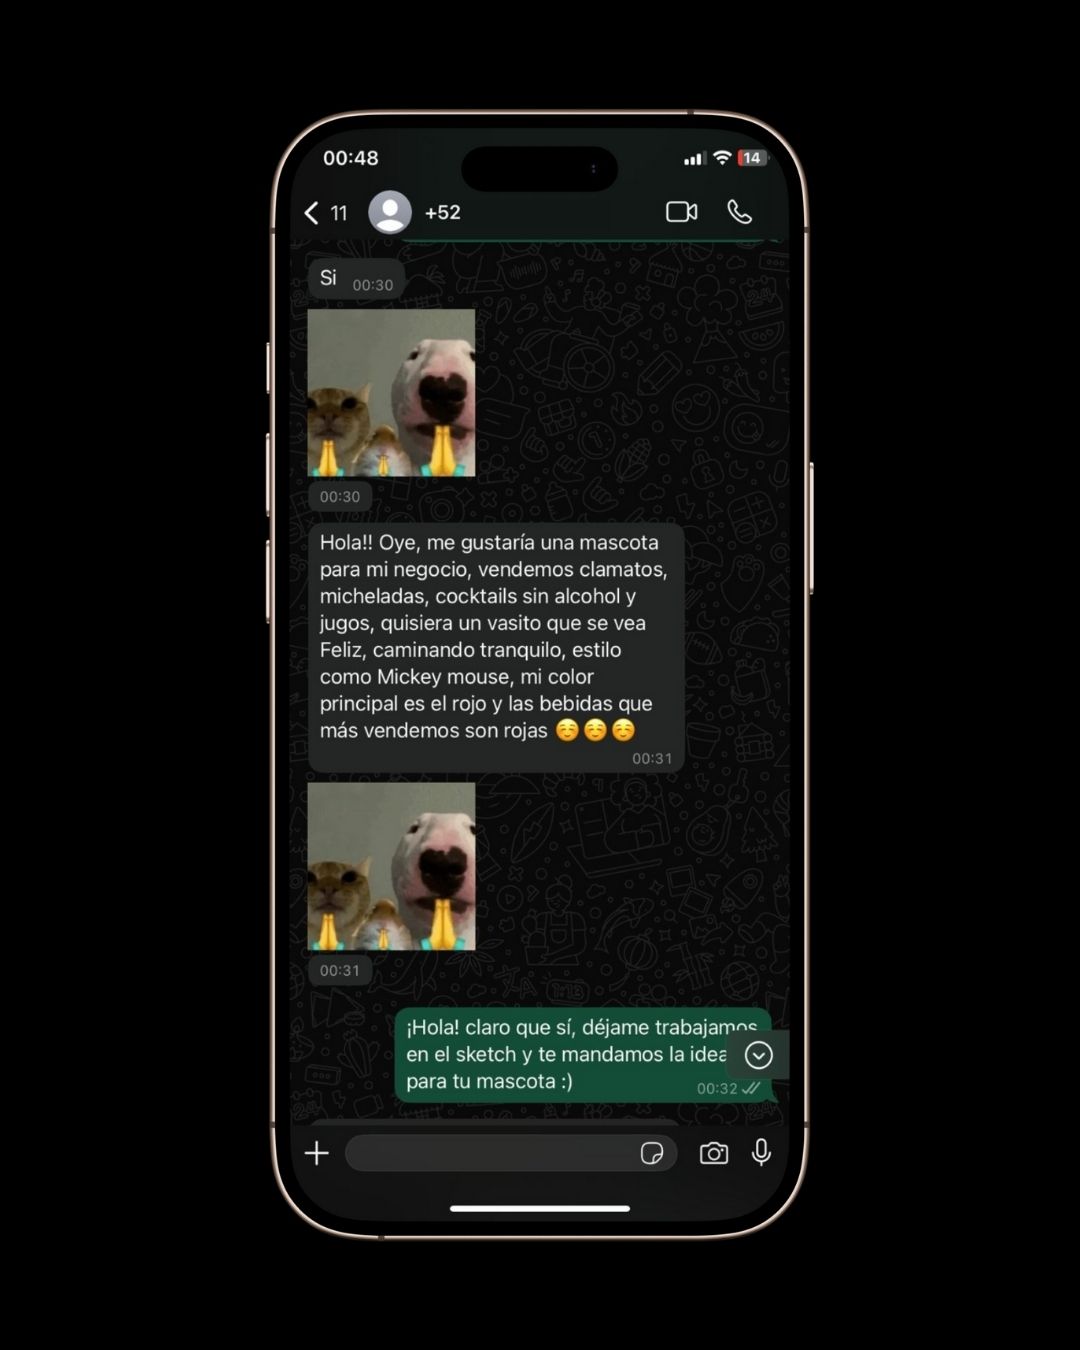 00:48
14
11
+52
Si
00:30
00:30
Hola!! Oye, me gustaría una mascota
para mi negocio, vendemos clamatos,
micheladas, cocktails sin alcohol y
jugos, quisiera un vasito que se vea
Feliz, caminando tranquilo, estilo
como Mickey mouse, mi color
principal es el rojo y las bebidas que
más vendemos son rojas ☺️☺️☺️
00:31
00:31
¡Hola! claro que sí, déjame trabajamos
en el sketch y te mandamos la idea
para tu mascota :)
00:32